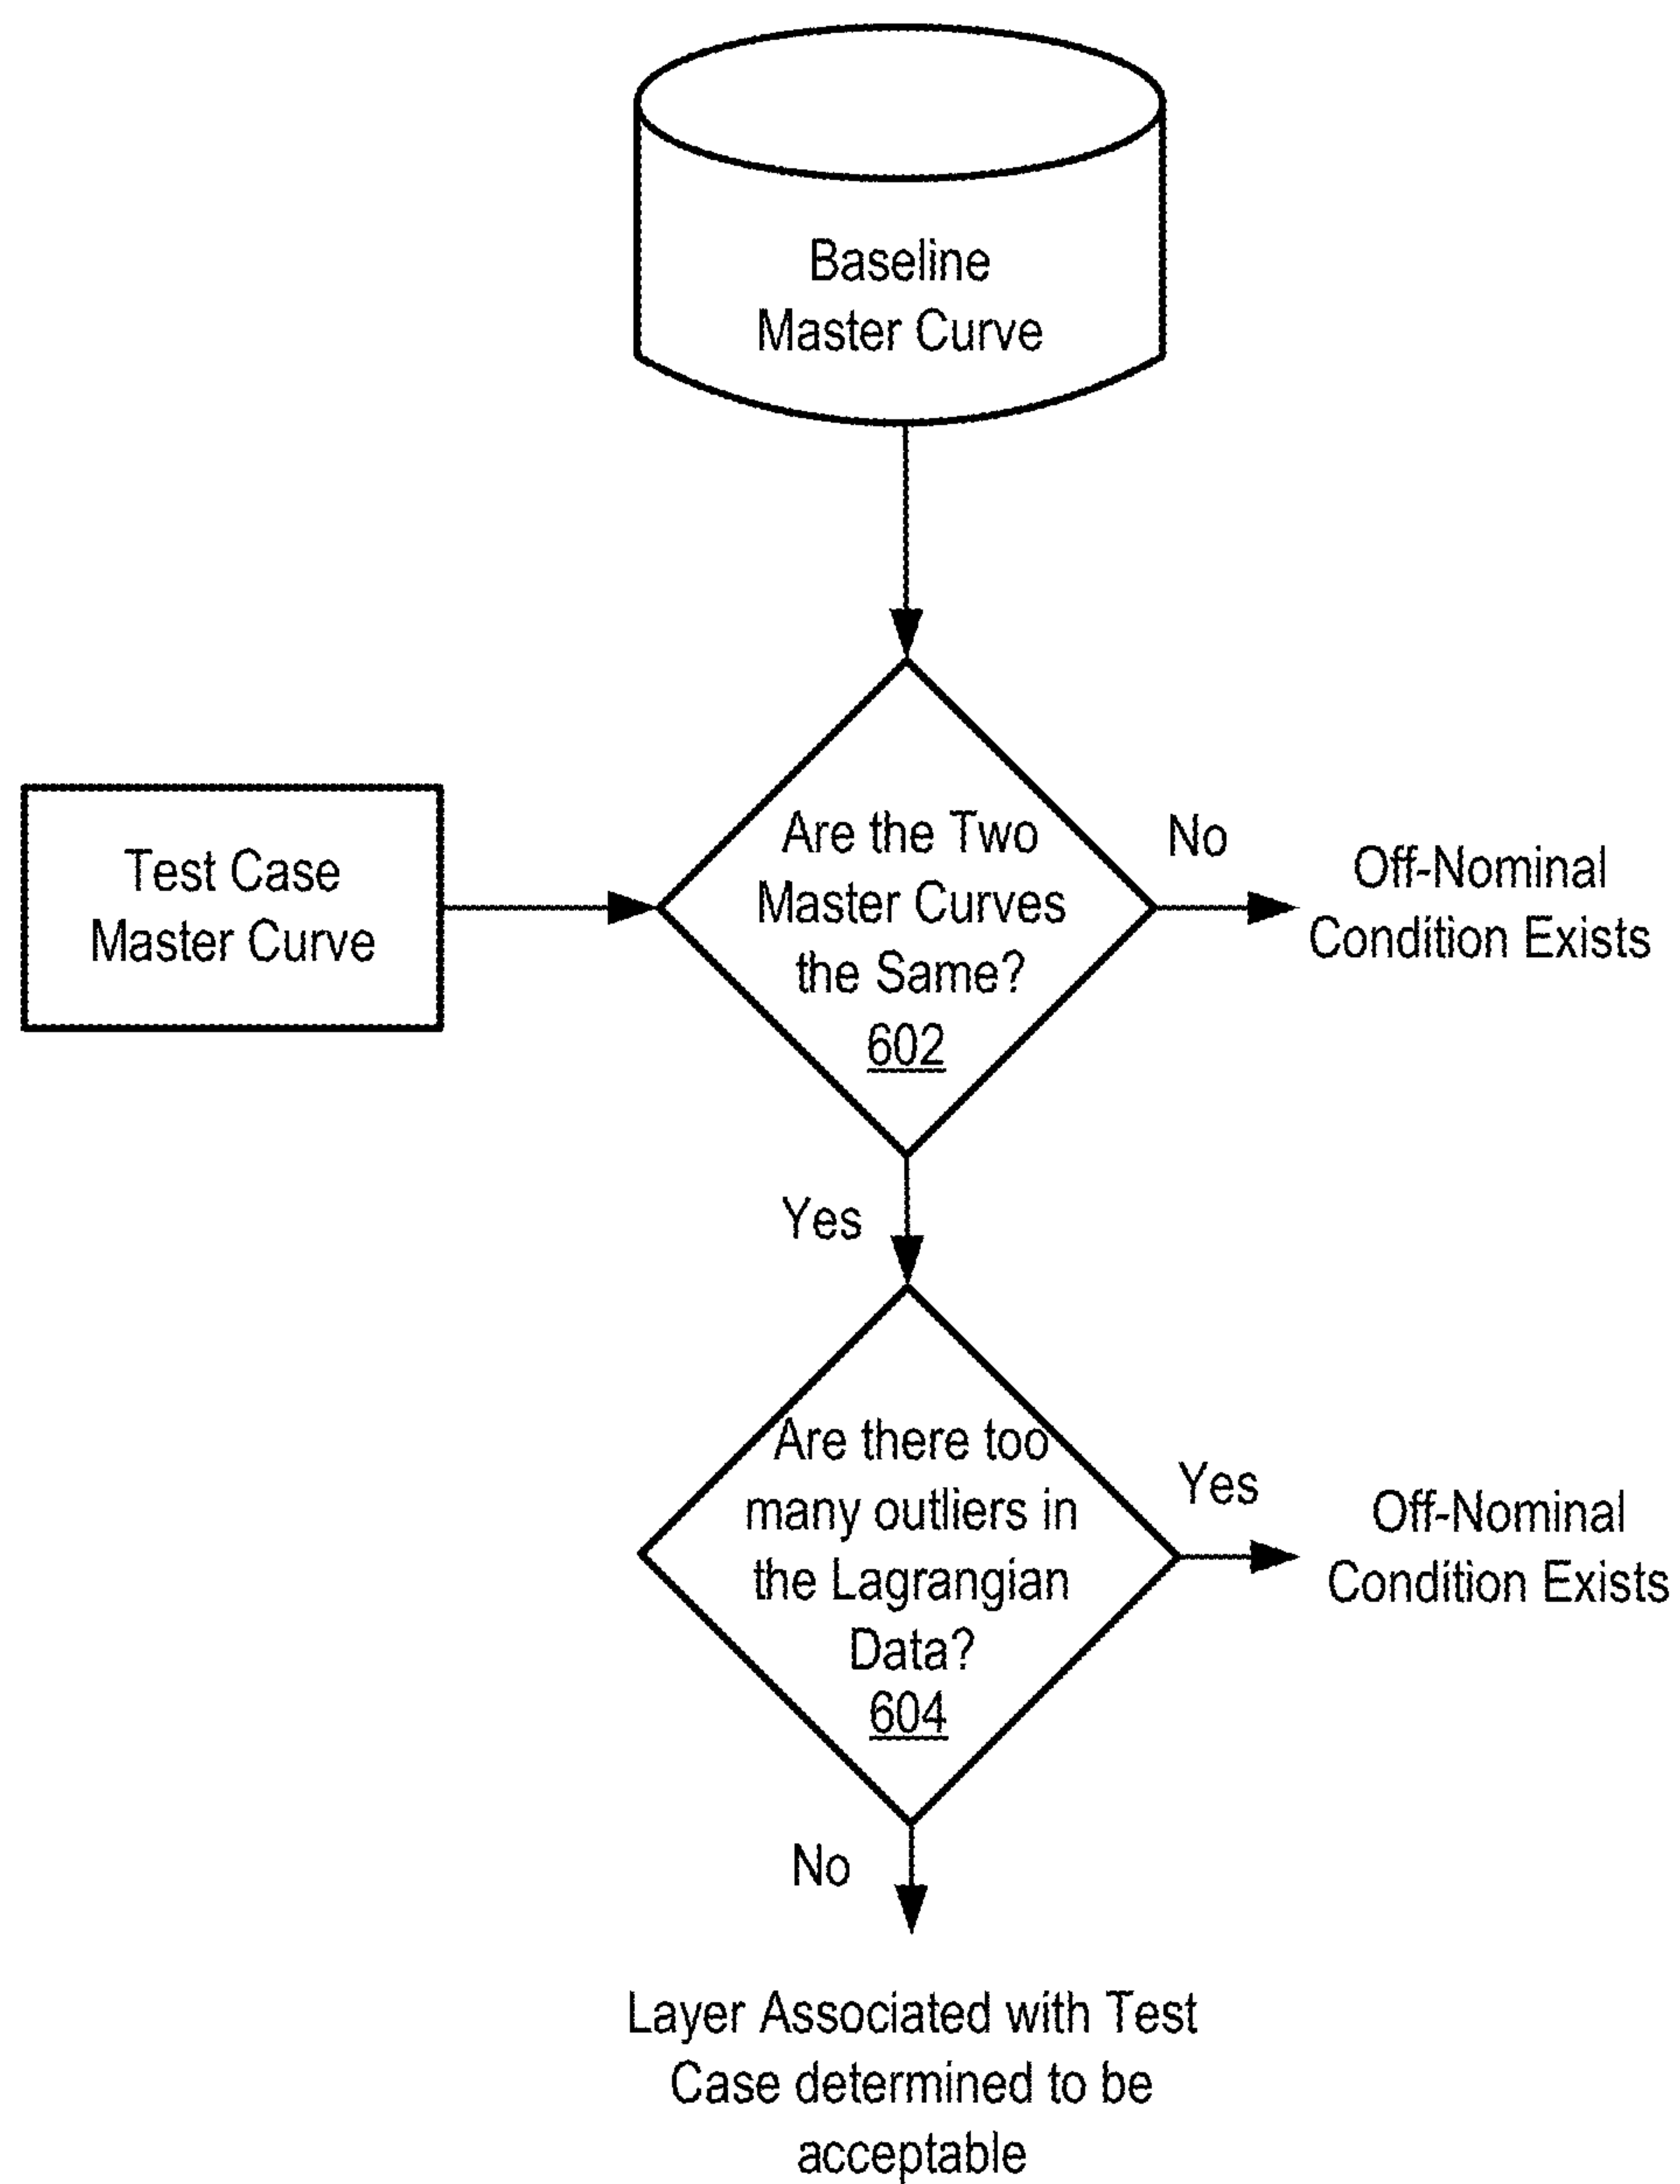 Baseline
Master Curve
Test Case
Master Curve
Are the Two
Master Curves
the Same?
602
No
Off-Nominal
Condition Exists
Yes
Are there too
many outliers in
the Lagrangian
Data?
604
Yes
Off-Nominal
Condition Exists
No
Layer Associated with Test
Case determined to be
acceptable